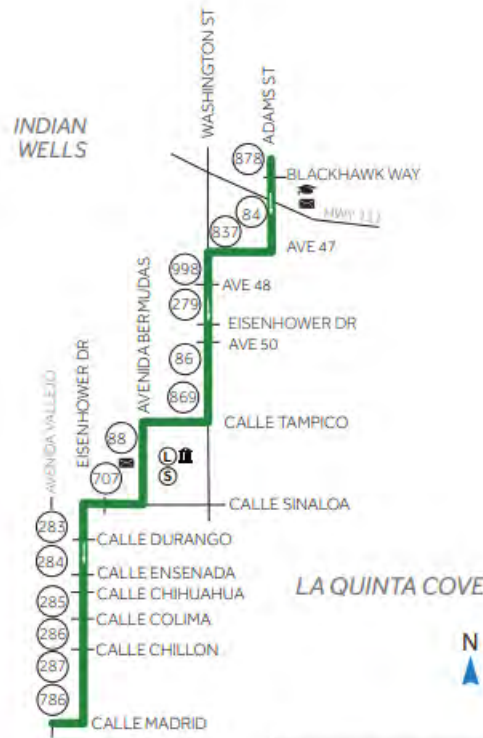 WASHINGTON ST
ADAMS ST
INDIAN
WELLS
878
BLACKHAWK WAY
84
HWY 111
837
AVE 47
998
AVE 48
279
AVENIDA BERMUDAS
EISENHOWER DR
AVE 50
86
869
EISENHOWER DR
CALLE TAMPICO
88
AVENIDA VALLEJO
L
707
S
CALLE SINALOA
283
CALLE DURANGO
284
CALLE ENSENADA
285
CALLE CHIHUAHUA
LA QUINTA COVE
286
CALLE COLIMA
N
287
CALLE CHILLON
786
CALLE MADRID